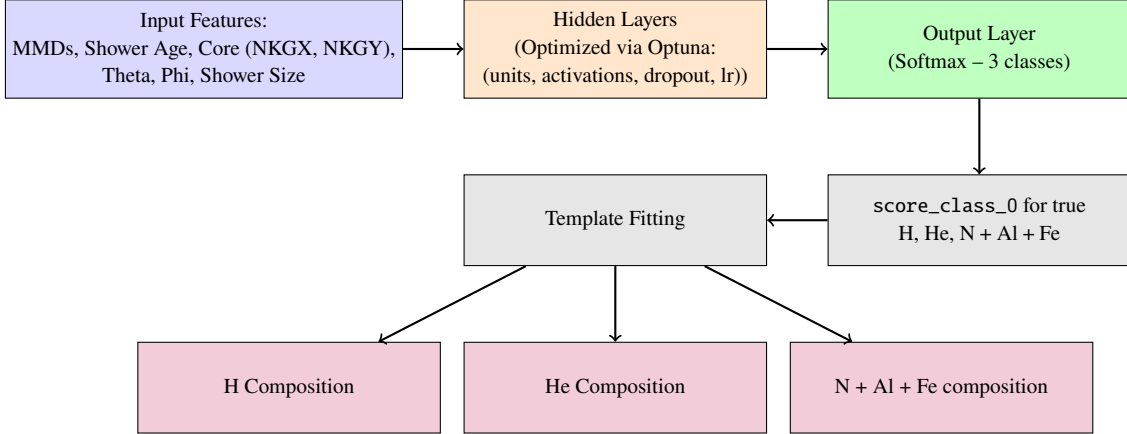 Input Features:
MMDs, Shower Age, Core (NKGX, NKGY),
Theta, Phi, Shower Size
Hidden Layers
(Optimized via Optuna:
(units, activations, dropout, lr))
Output Layer
(Softmax – 3 classes)
score_class_0 for true
H, He, N + Al + Fe
Template Fitting
H Composition
He Composition
N + Al + Fe composition